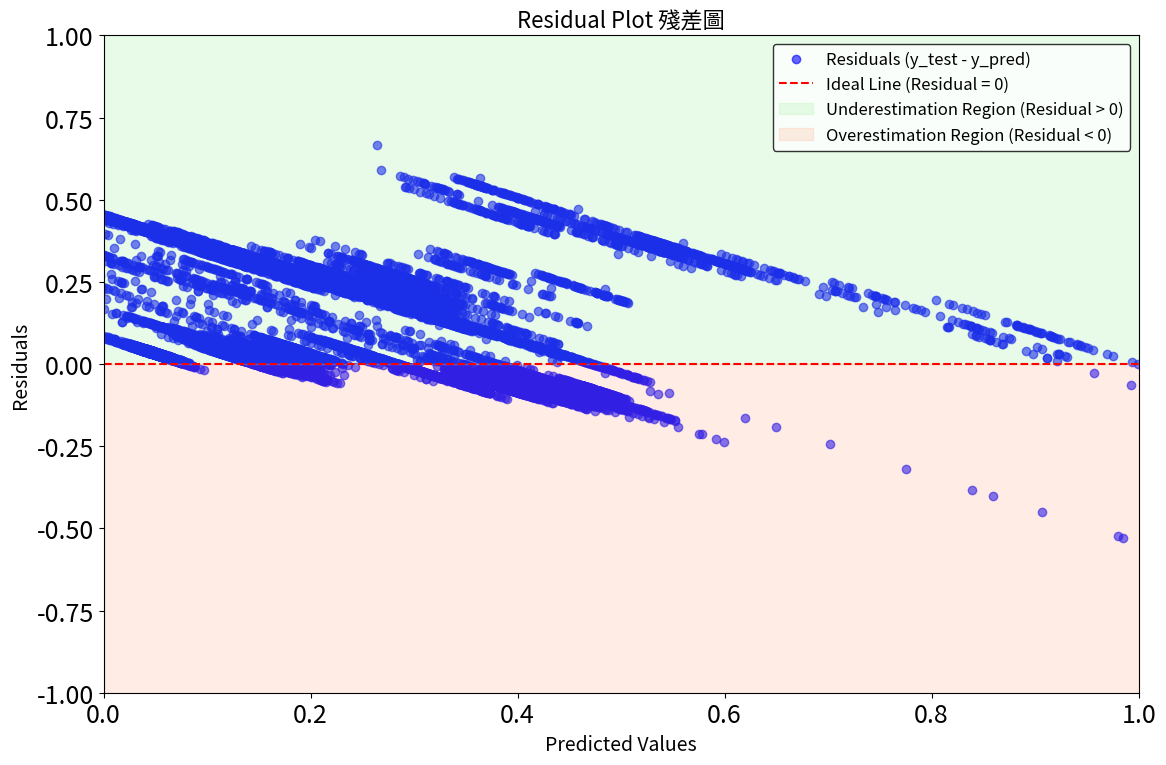 Residual Plot 殘差圖
Residuals (y_test - y_pred)
Ideal Line (Residual = 0)
Underestimation Region (Residual > 0)
Overestimation Region (Residual < 0)
Residuals
1.00
0.75
0.50
0.25
0.00
-0.25
-0.50
-0.75
-1.00
0.0 0.2 0.4 0.6 0.8 1.0
Predicted Values